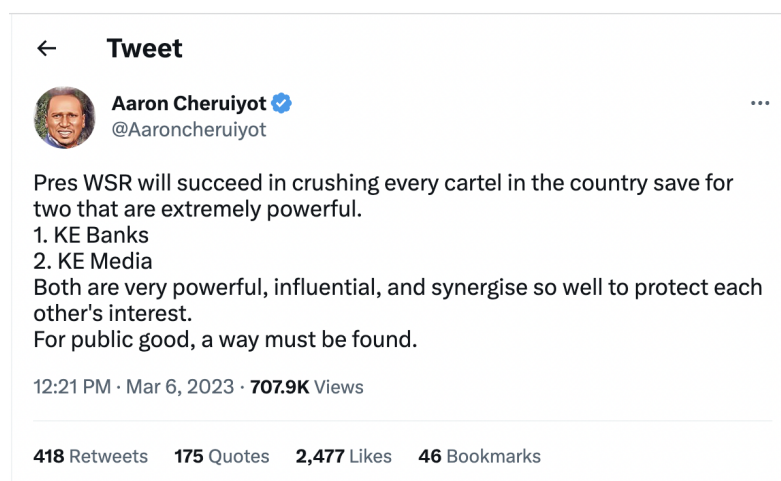 Tweet
Aaron Cheruiyot
@Aaroncheruiyot
Pres WSR will succeed in crushing every cartel in the country save for
two that are extremely powerful.
1. KE Banks
2. KE Media
Both are very powerful, influential, and synergise so well to protect each
other's interest.
For public good, a way must be found.
12:21 PM · Mar 6, 2023 · 707.9K Views
418 Retweets 175 Quotes 2,477 Likes 46 Bookmarks